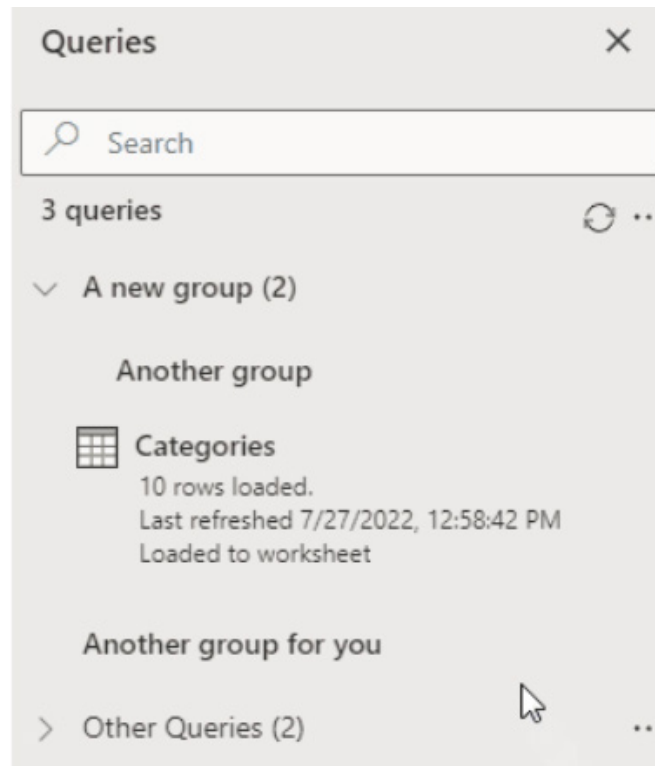 Queries
Search
3 queries
A new group (2)
Another group
Categories
10 rows loaded.
Last refreshed 7/27/2022, 12:58:42 PM
Loaded to worksheet
Another group for you
Other Queries (2)